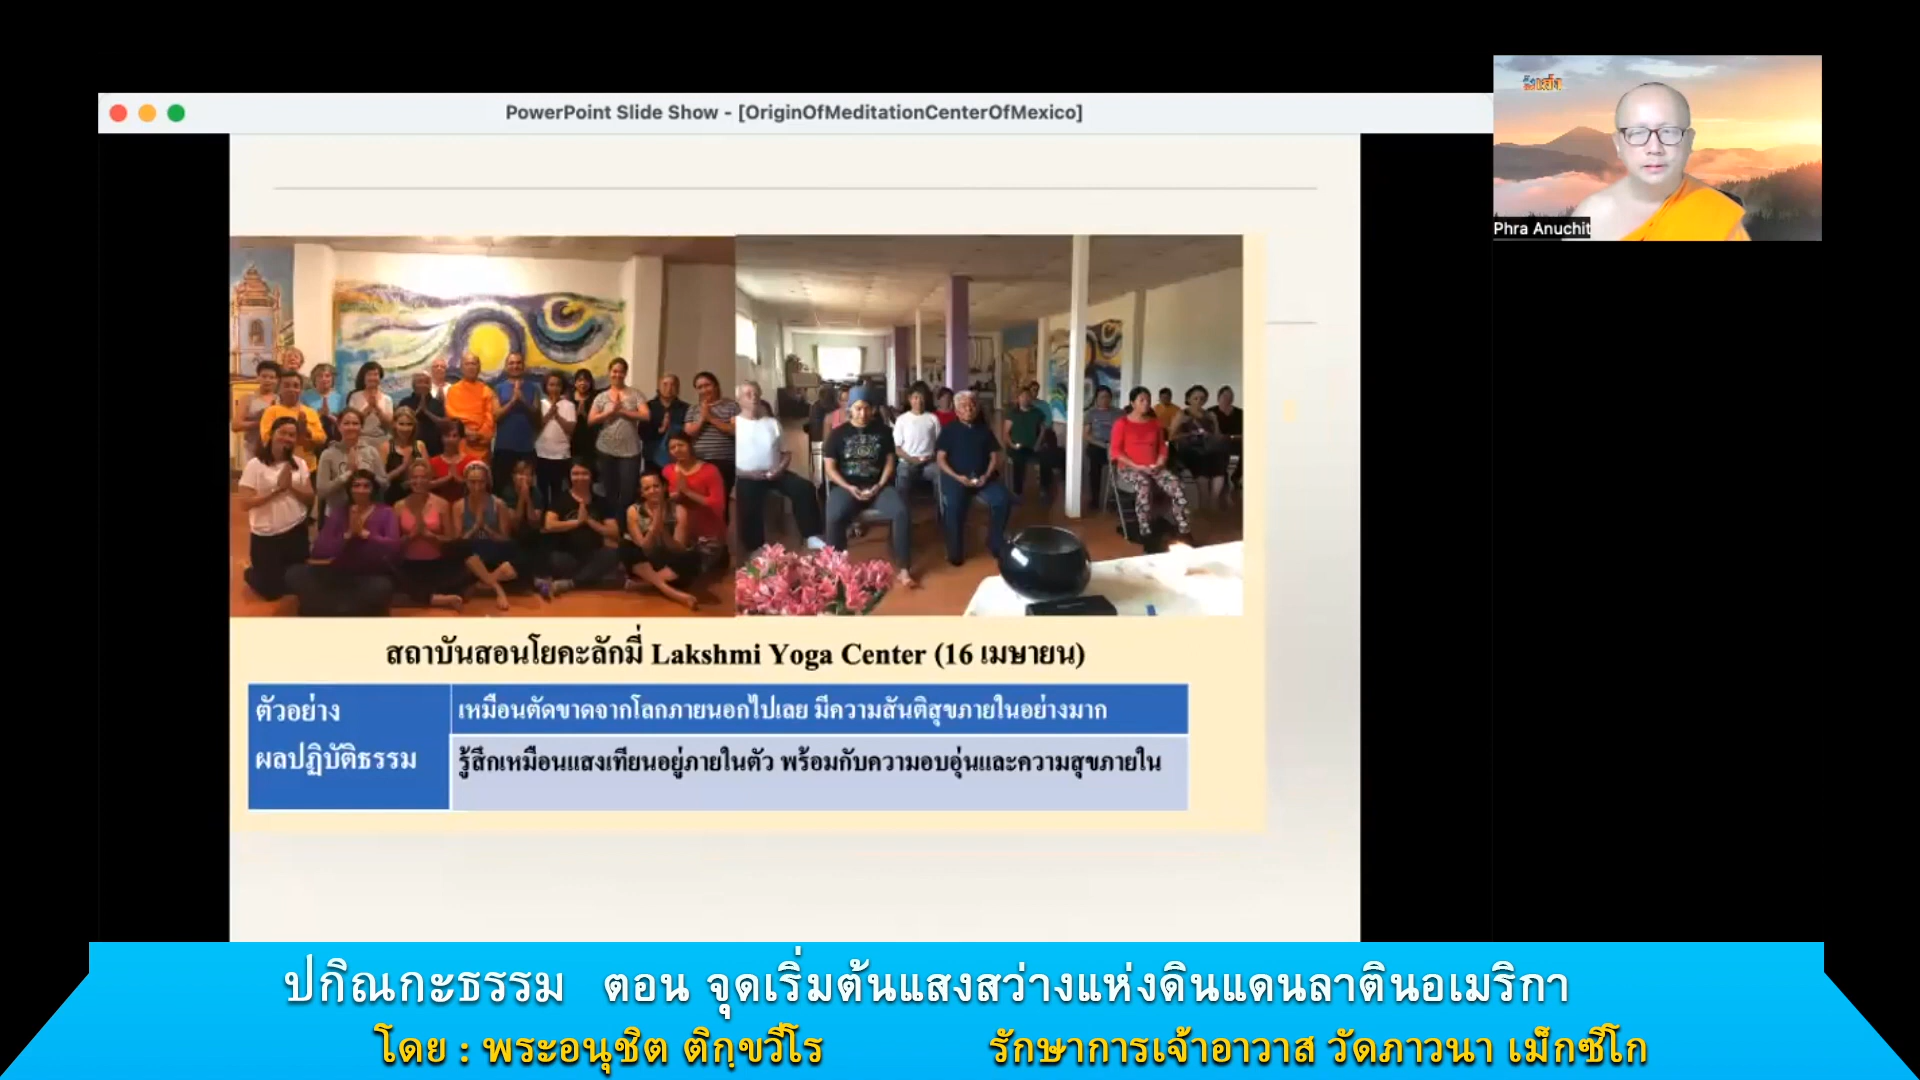 PowerPoint Slide Show - [OriginOfMeditationCenterOfMexico]
Phra Anuchit
สถาบันสอนโยคะลักมี่ Lakshmi Yoga Center (16 เมษายน)
ตัวอย่าง
ผลปฏิบัติธรรม
เหมือนตัดขาดจากโลกภายนอกไปเลย มีความสันติสุขภายในอย่างมาก
รู้สึกเหมือนแสงเทียนอยู่ภายในตัว พร้อมกับความอบอุ่นและความสุขภายใน
ปกิณกะธรรม ตอน จุดเริ่มต้นแสงสว่างแห่งดินแดนลาตินอเมริกา
โดย : พระอนุชิต ติกฺขวีโร รักษาการเจ้าอาวาส วัดภาวนา เม็กซีโก